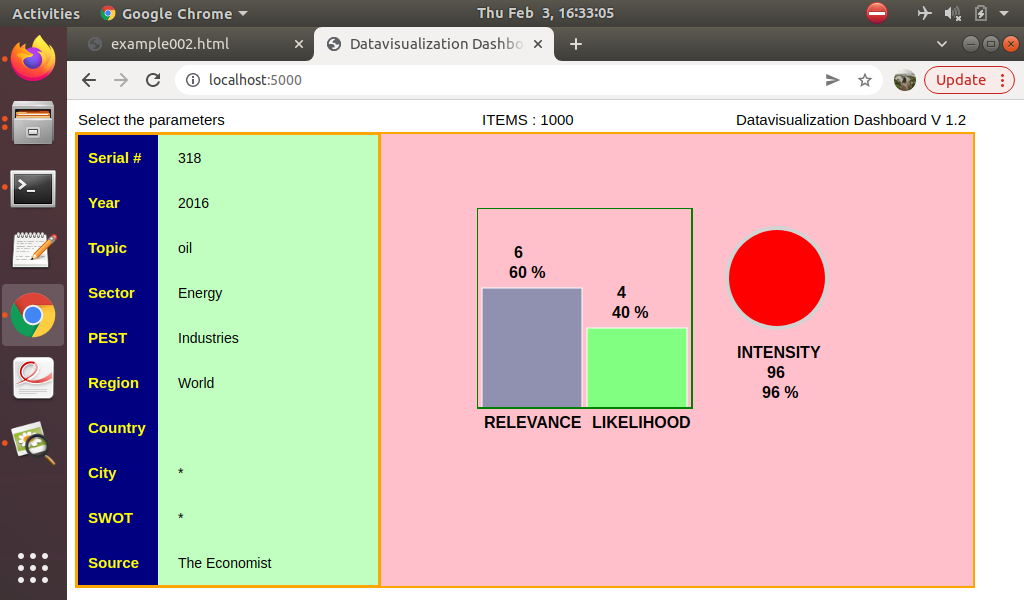 Activities Google Chrome Thu Feb 3, 16:33:05
example002.html Datavisualization Dashbo
localhost:5000 Update
Select the parameters ITEMS : 1000 Datavisualization Dashboard V 1.2
Serial # 318
Year 2016
Topic oil
Sector Energy
PEST Industries
Region World
Country
City *
SWOT *
Source The Economist
6
60 %
4
40 %
RELEVANCE LIKELIHOOD
INTENSITY
96
96 %